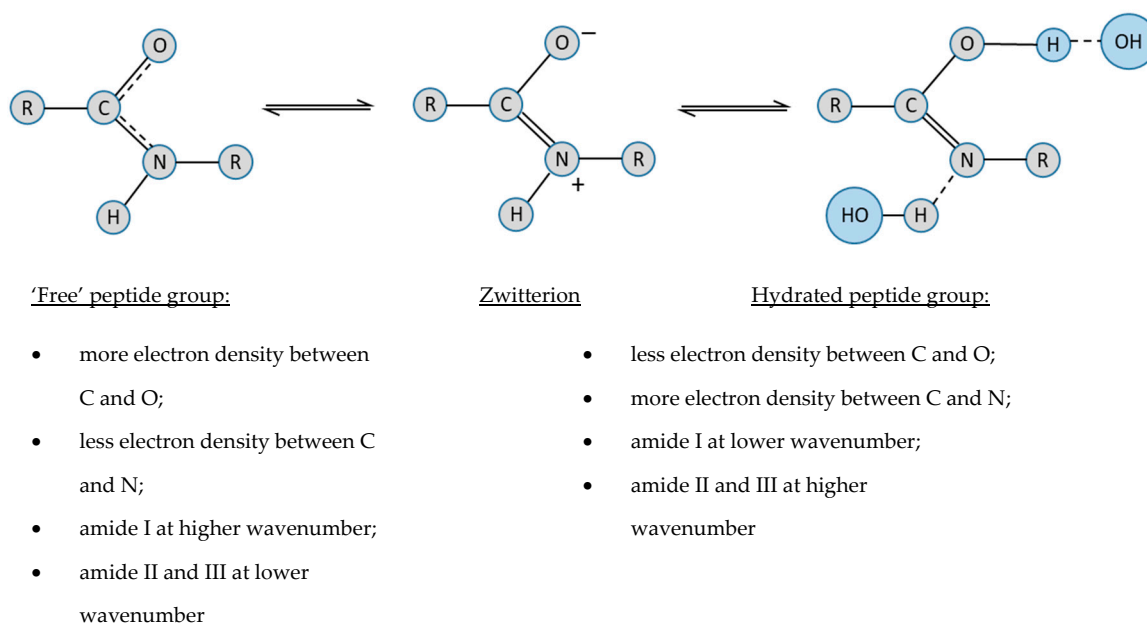 O
R
C
N
R
H
O −
R
C
N
R
+
H
O
H
OH
R
C
N
R
HO
H
‘Free’ peptide group:
• more electron density between
C and O;
• less electron density between C
and N;
• amide I at higher wavenumber;
• amide II and III at lower
wavenumber
Zwitterion
Hydrated peptide group:
• less electron density between C and O;
• more electron density between C and N;
• amide I at lower wavenumber;
• amide II and III at higher
wavenumber